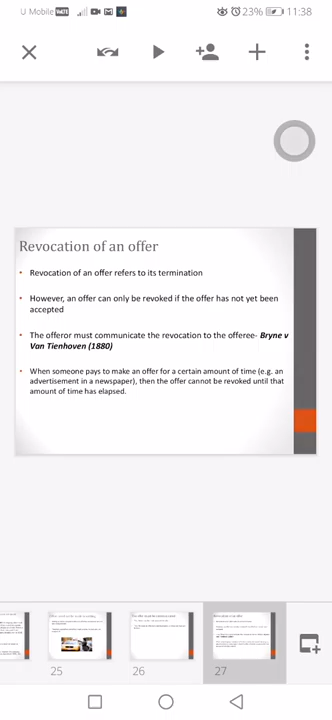 U Mobile VoLTE 23% 11:38
Revocation of an offer
• Revocation of an offer refers to its termination
• However, an offer can only be revoked if the offer has not yet been
accepted
• The offeror must communicate the revocation to the offeree- Bryne v
Van Tienhoven (1880)
• When someone pays to make an offer for a certain amount of time (e.g. an
advertisement in a newspaper), then the offer cannot be revoked until that
amount of time has elapsed.
25 26 27